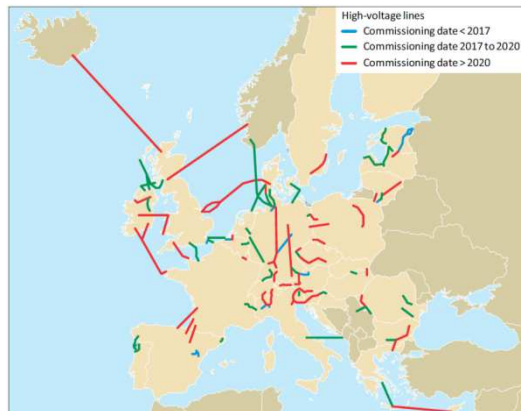 High-voltage lines
Commissioning date < 2017
Commissioning date 2017 to 2020
Commissioning date > 2020